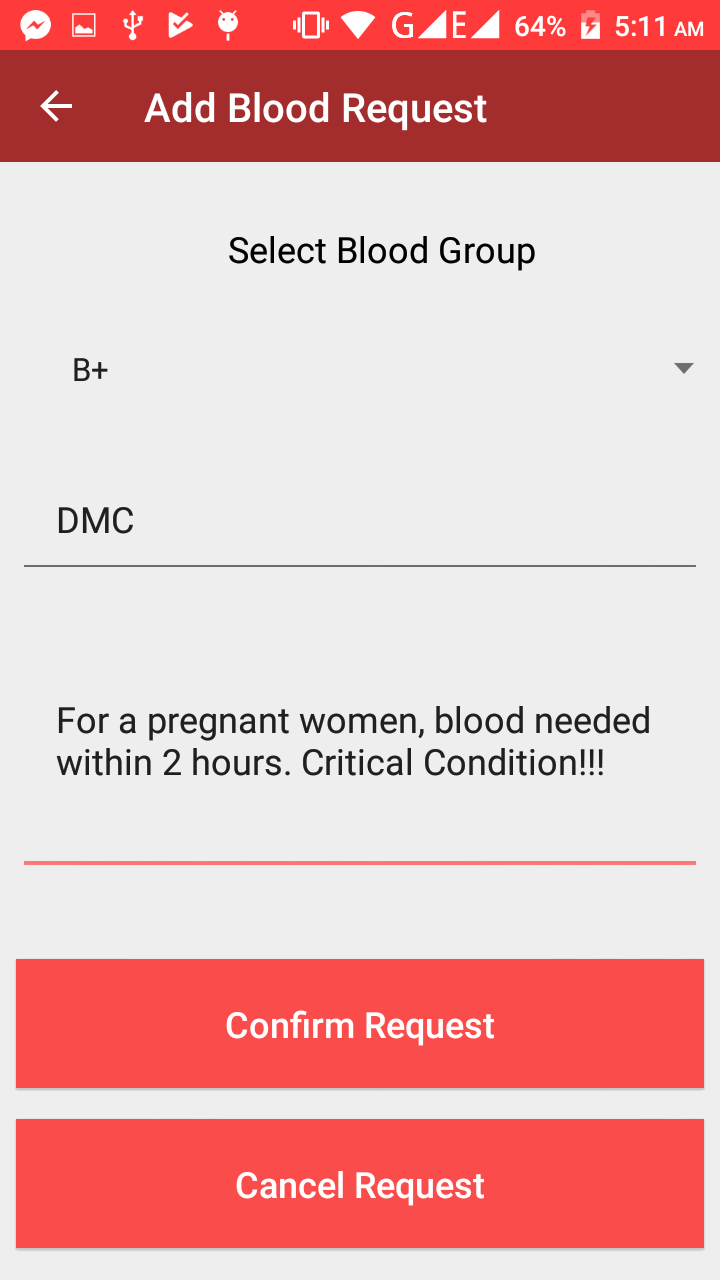 G E 64% 5:11 AM
Add Blood Request
Select Blood Group
B+
DMC
For a pregnant women, blood needed
within 2 hours. Critical Condition!!!
Confirm Request
Cancel Request